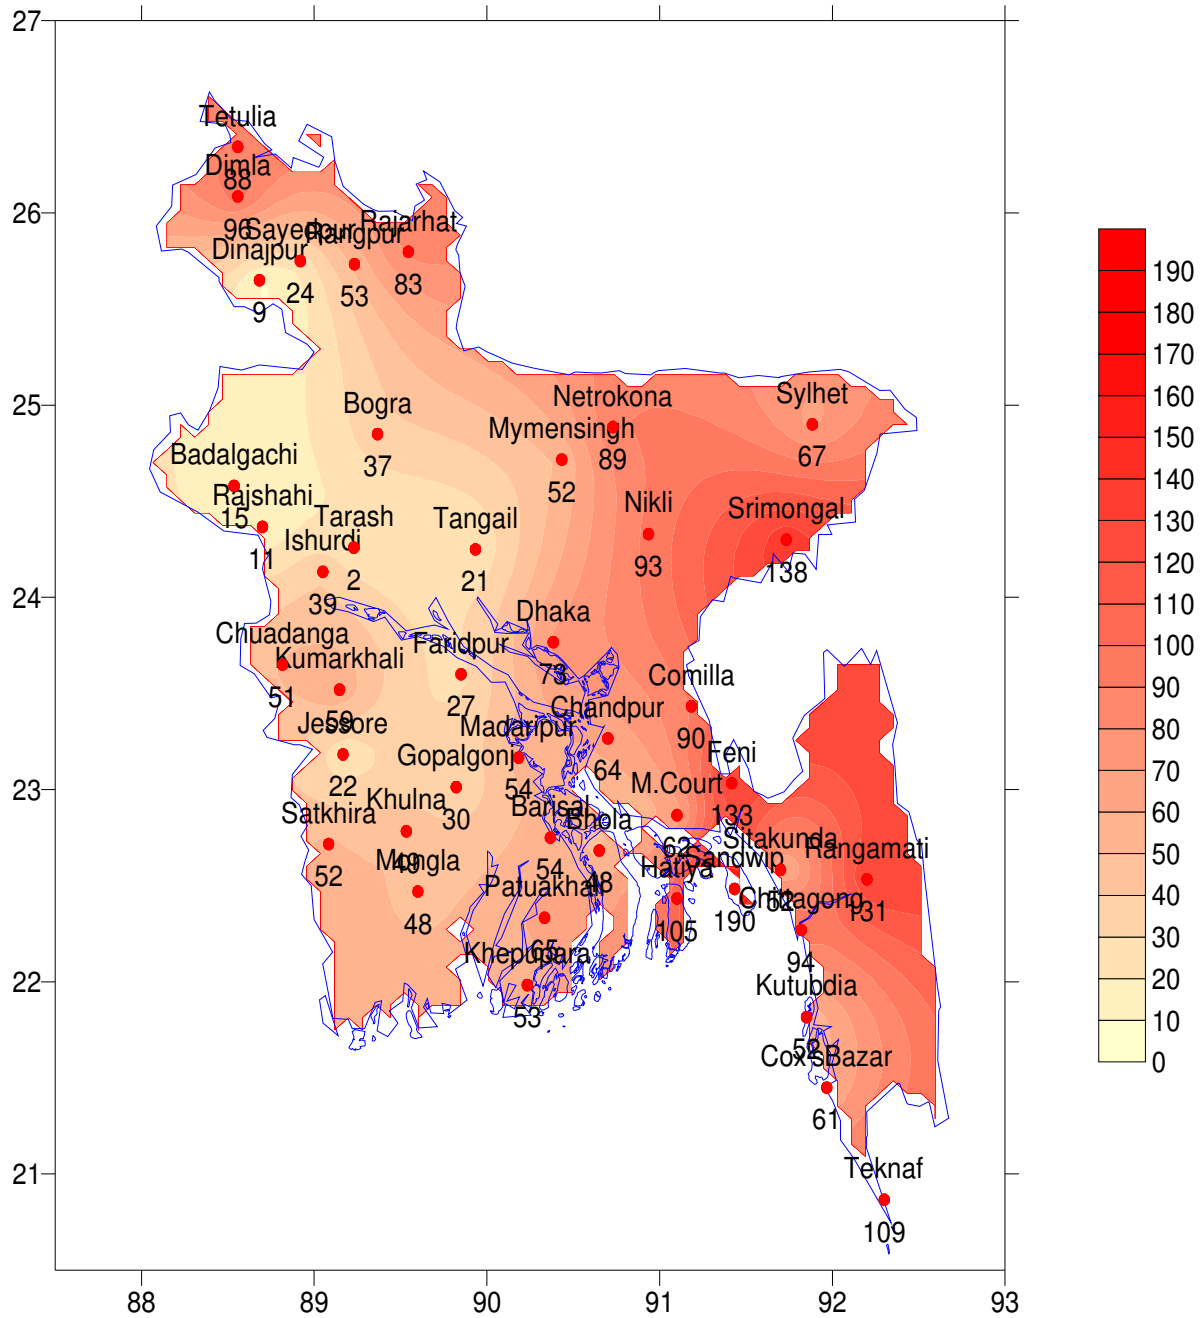 27
Tetulia
Dimla
88
26
96
Sayedpur
Rangpur
Rajarhat
Dinajpur
24
53
83
9
25
Bogra
37
Netrokona
89
Sylhet
67
Mymensingh
52
Badalgachi
15
Rajshahi
11
Tarash
2
Ishurdi
39
Tangail
21
Nikli
93
Srimongal
138
24
Dhaka
73
Chuadanga
51
Kumarkhali
59
Faridpur
27
Comilla
90
Chandpur
64
Jessore
22
Madaripur
54
Gopalgonj
30
Feni
133
23
M.Court
62
Khulna
49
Satkhira
52
Barisal
54
Bhola
48
Mongla
48
Sitakunda
52
Rangamati
131
Hatiya
105
Sandwip
190
Patuakhali
65
Chittagong
94
22
Khepupara
53
Kutubdia
52
Cox'sBazar
61
21
Teknaf
109
88
89
90
91
92
93
190
180
170
160
150
140
130
120
110
100
90
80
70
60
50
40
30
20
10
0